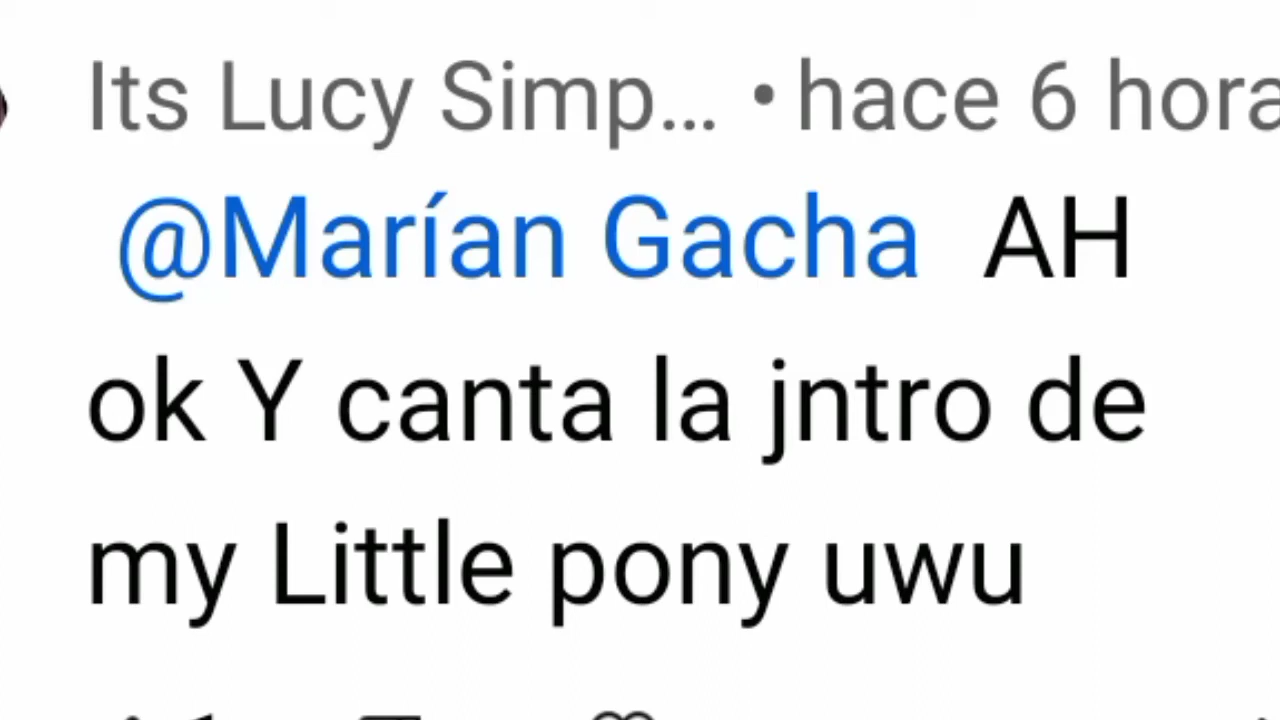 Its Lucy Simp... • hace 6 hora
@Marían Gacha AH
ok Y canta la jntro de
my Little pony uwu